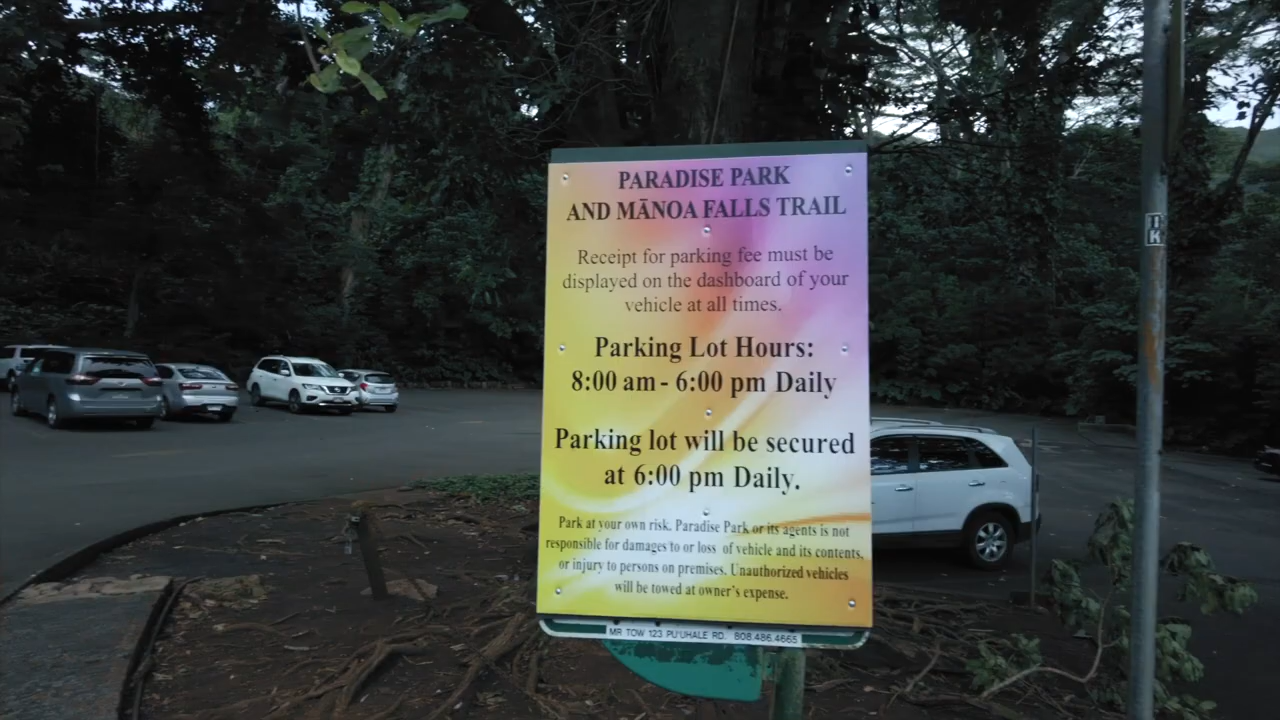 PARADISE PARK
AND MĀNOA FALLS TRAIL
Receipt for parking fee must be
displayed on the dashboard of your
vehicle at all times.
Parking Lot Hours:
8:00 am - 6:00 pm Daily
Parking lot will be secured
at 6:00 pm Daily.
Park at your own risk. Paradise Park or its agents is not
responsible for damages to or loss of vehicle and its contents,
or injury to persons on premises. Unauthorized vehicles
will be towed at owner's expense.
MR TOW 123 PU'UHALE RD. 808.486.4665
T
K